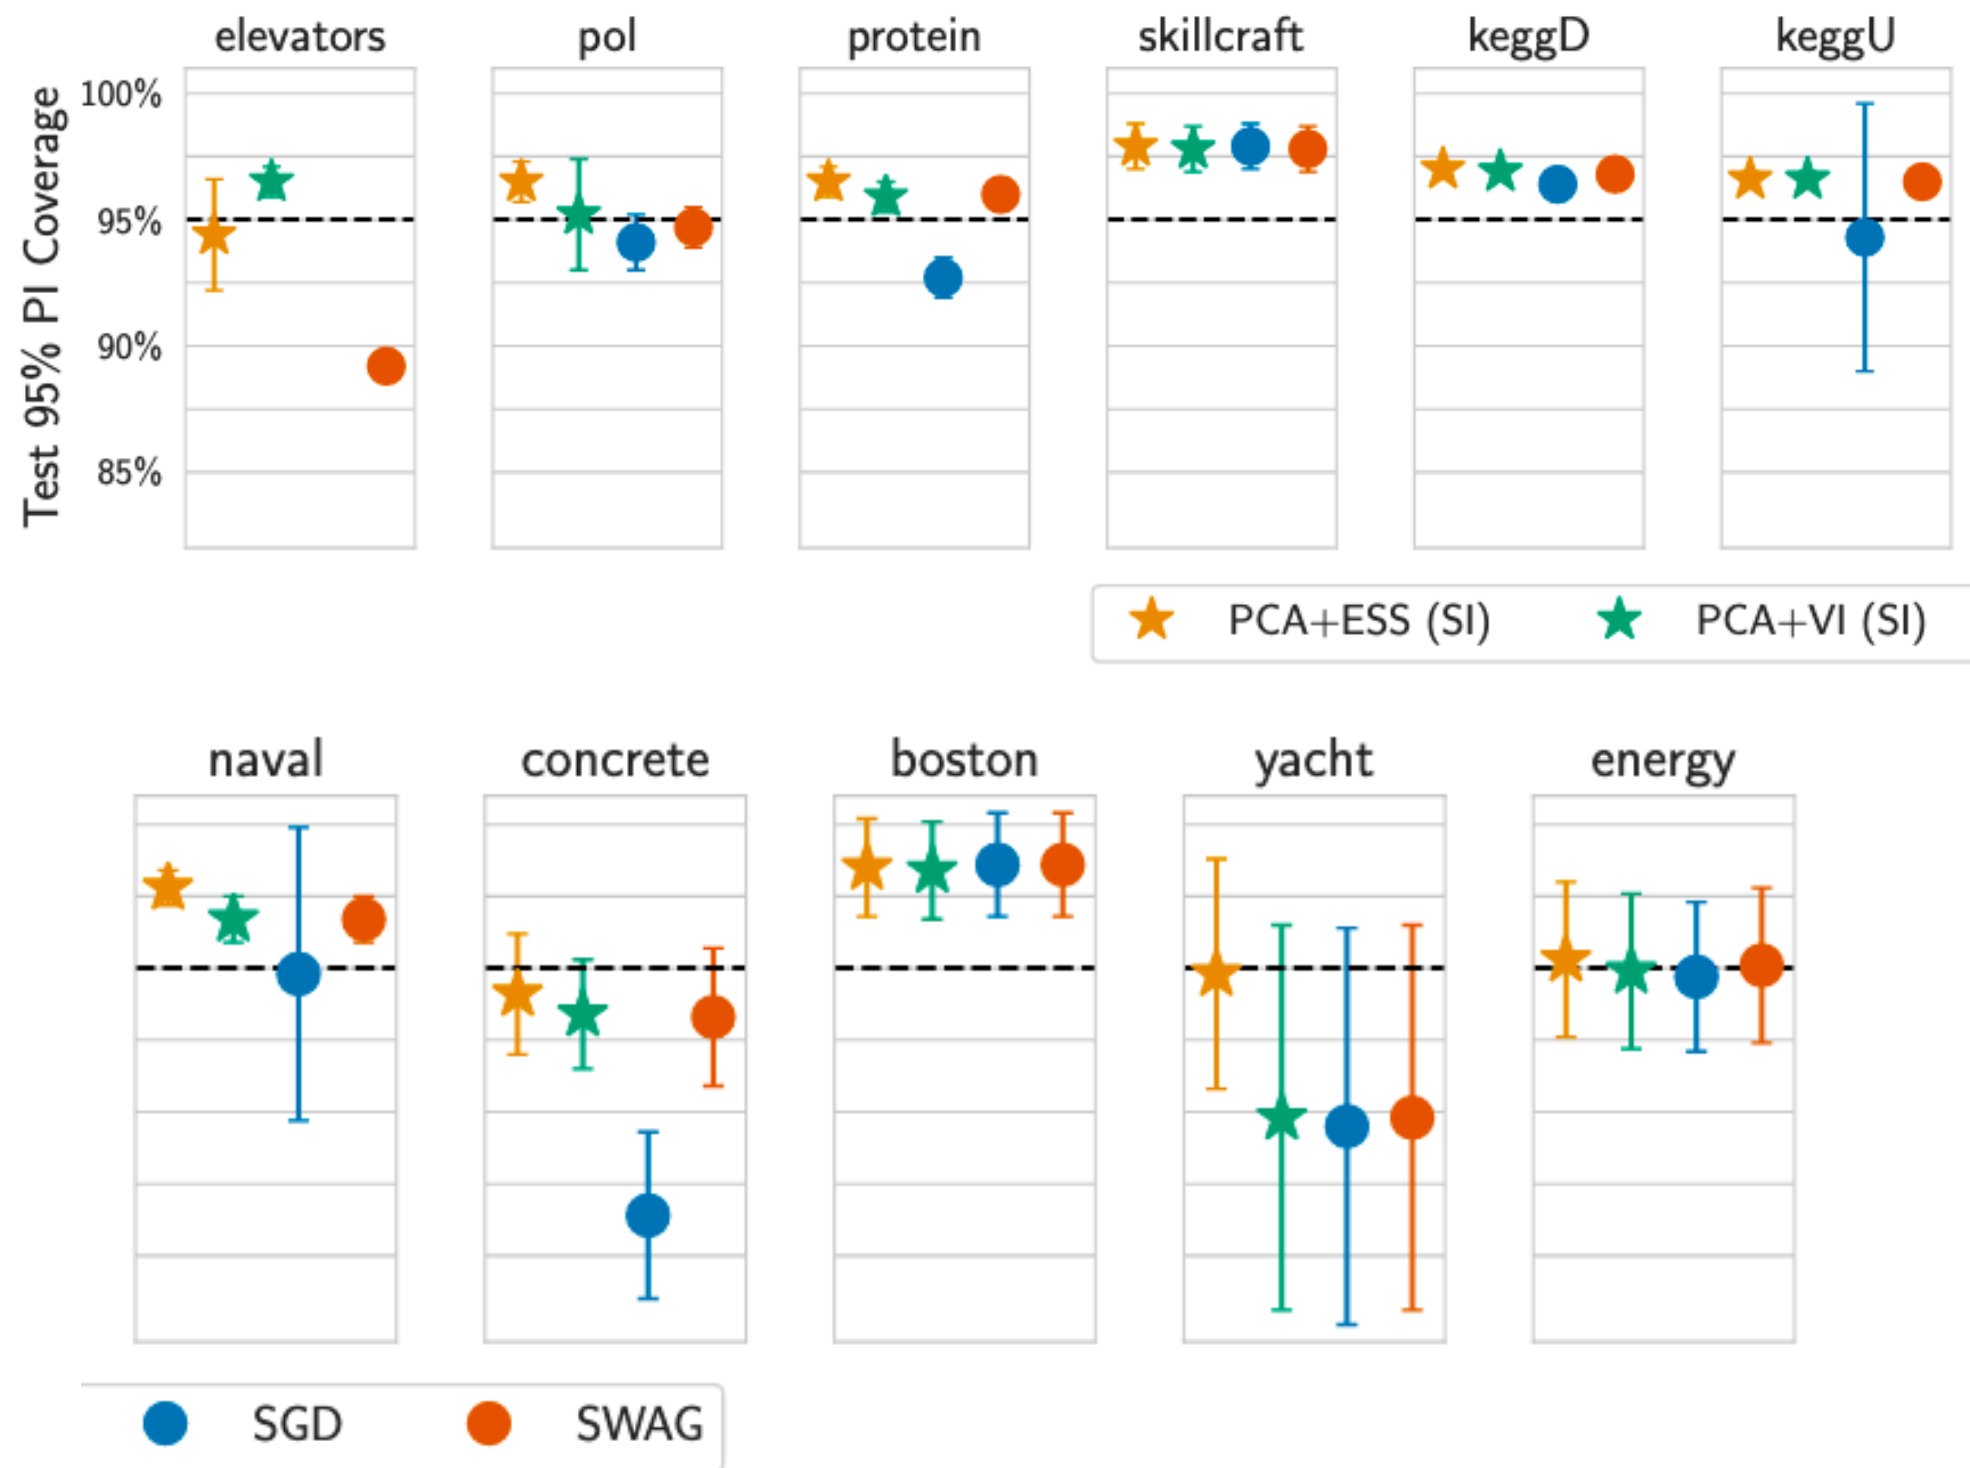 elevators pol protein skillcraft keggD keggU
Test 95% PI Coverage
100%
95%
90%
85%
PCA+ESS (SI) PCA+VI (SI)
naval concrete boston yacht energy
SGD SWAG